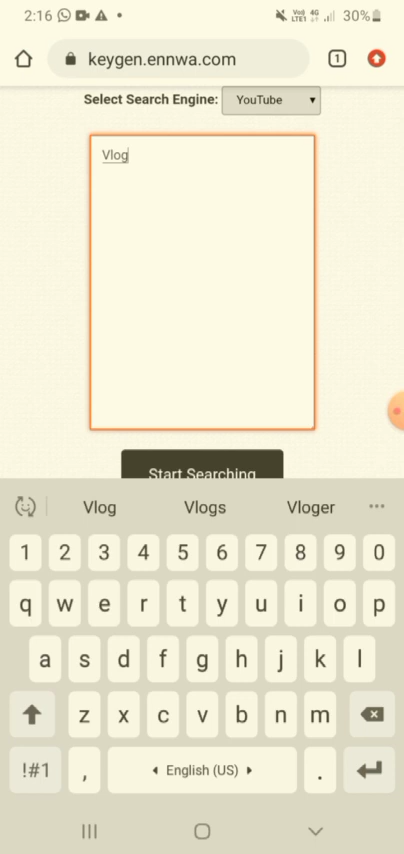 2:16 30%
keygen.ennwa.com 1
Select Search Engine: YouTube
Vlog
Start Searching
Vlog Vlogs Vloger
1 2 3 4 5 6 7 8 9 0
q w e r t y u i o p
a s d f g h j k l
z x c v b n m
!#1 , English (US) .